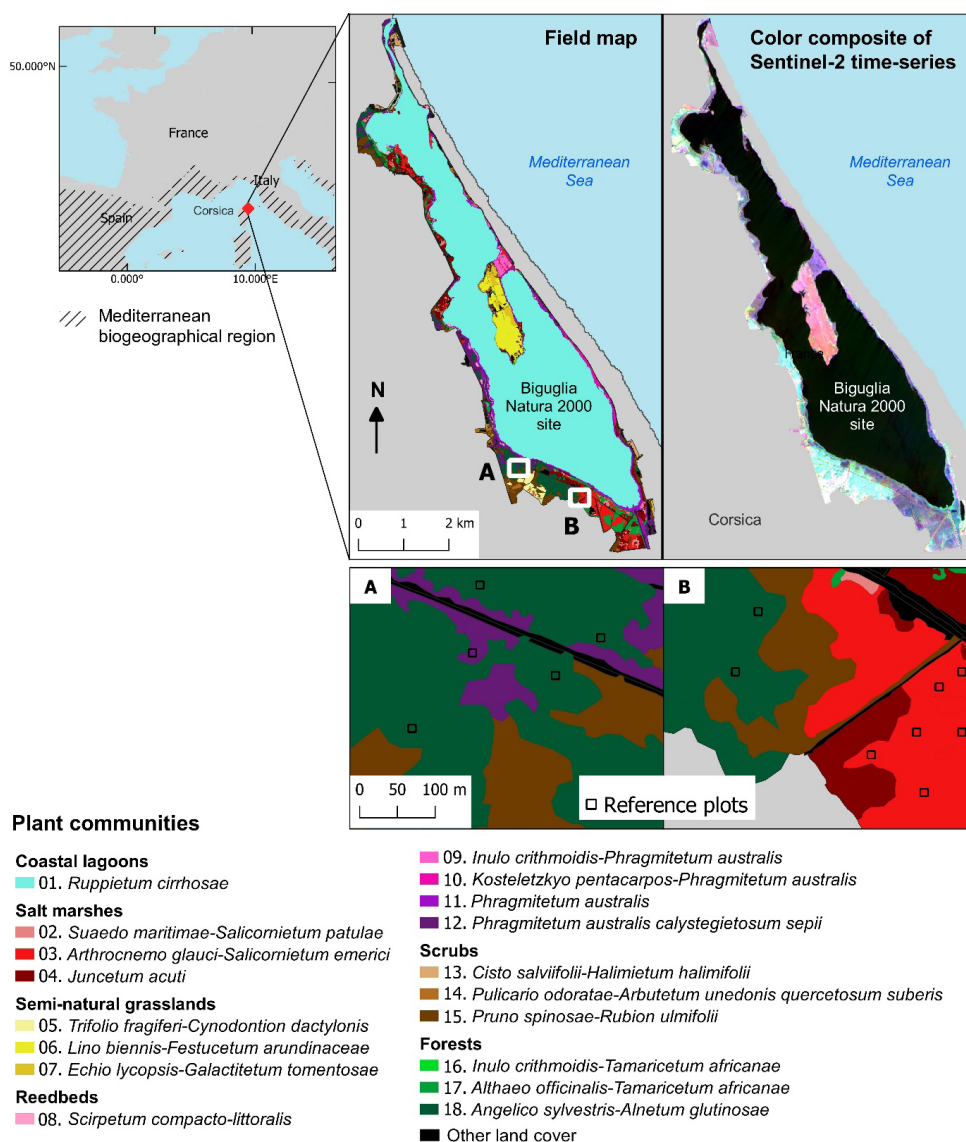 50.000°N
France
Italy
Spain
Corsica
0.000°
10.000°E
Mediterranean
biogeographical region
Field map
Mediterranean
Sea
N
Biguglia
Natura 2000
site
A
B
0 1 2 km
Color composite of
Sentinel-2 time-series
Mediterranean
Sea
France
Biguglia
Natura 2000
site
Corsica
A
B
0 50 100 m
Reference plots
Plant communities
Coastal lagoons
01. Ruppietum cirrhosae
Salt marshes
02. Suaedo maritimae-Salicornietum patulae
03. Arthrocnemo glauci-Salicornietum emerici
04. Juncetum acuti
Semi-natural grasslands
05. Trifolio fragiferi-Cynodontion dactylonis
06. Lino biennis-Festucetum arundinaceae
07. Echio lycopsis-Galactitetum tomentosae
Reedbeds
08. Scirpetum compacto-littoralis
09. Inulo crithmoidis-Phragmitetum australis
10. Kosteletzkyo pentacarpos-Phragmitetum australis
11. Phragmitetum australis
12. Phragmitetum australis calystegietosum sepii
Scrubs
13. Cisto salviifolii-Halimietum halimifolii
14. Pulicario odoratae-Arbutetum unedonis quercetosum suberis
15. Pruno spinosae-Rubion ulmifolii
Forests
16. Inulo crithmoidis-Tamaricetum africanae
17. Althaeo officinalis-Tamaricetum africanae
18. Angelico sylvestris-Alnetum glutinosae
Other land cover